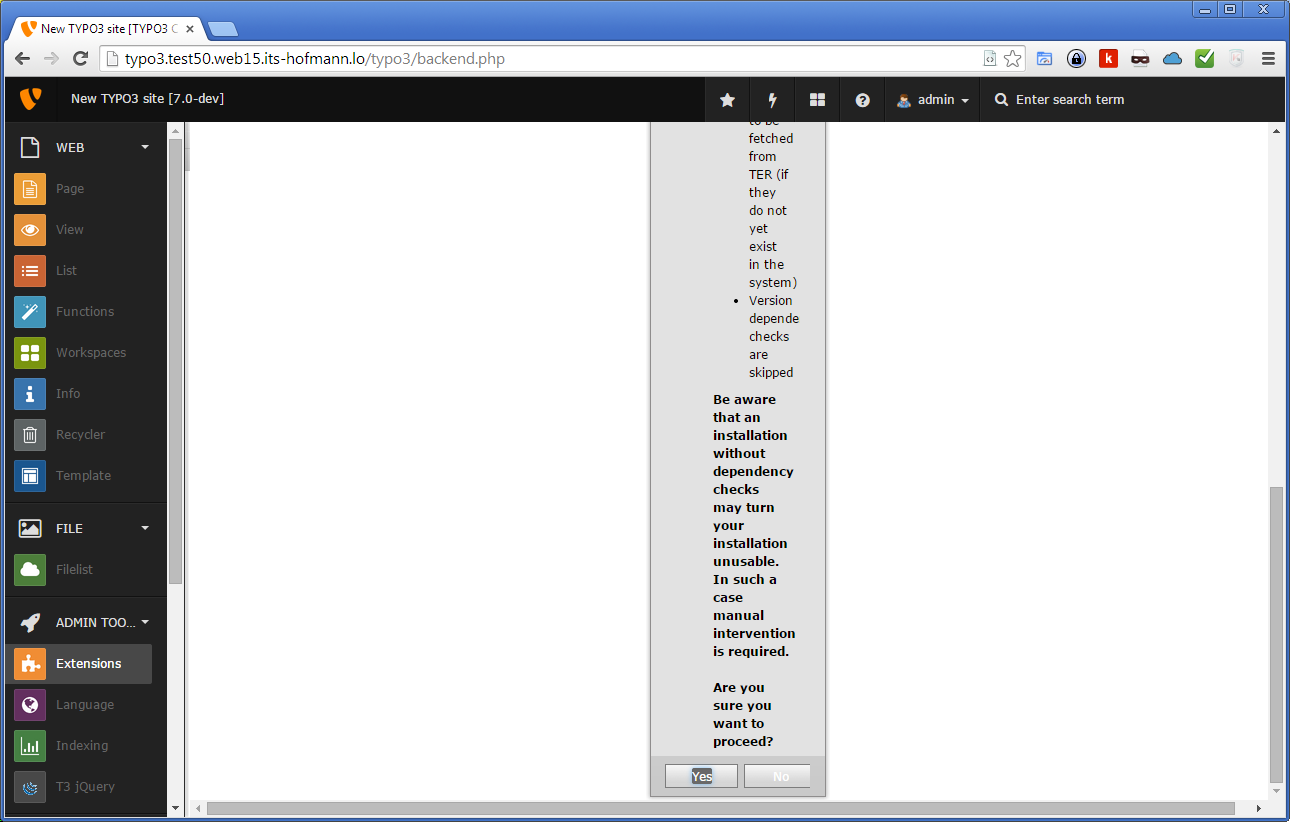 New TYPO3 site [TYPO3 C
typo3.test50.web15.its-hofmann.lo/typo3/backend.php
New TYPO3 site [7.0-dev]
admin
Enter search term
WEB
Page
View
List
Functions
Workspaces
Info
Recycler
Template
FILE
Filelist
ADMIN TOO...
Extensions
Language
Indexing
T3 jQuery
to be
fetched
from
TER (if
they
do not
yet
exist
in the
system)
• Version
depende
checks
are
skipped
Be aware
that an
installation
without
dependency
checks
may turn
your
installation
unusable.
In such a
case
manual
intervention
is required.
Are you
sure you
want to
proceed?
Yes
No